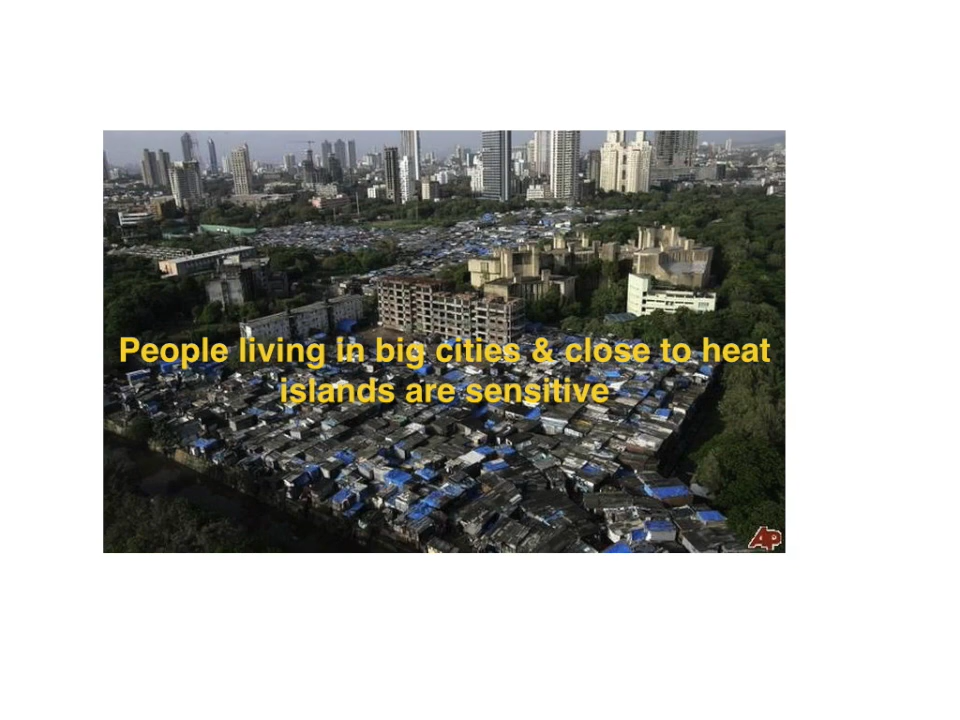 People living in big cities & close to heat
islands are sensitive
AP